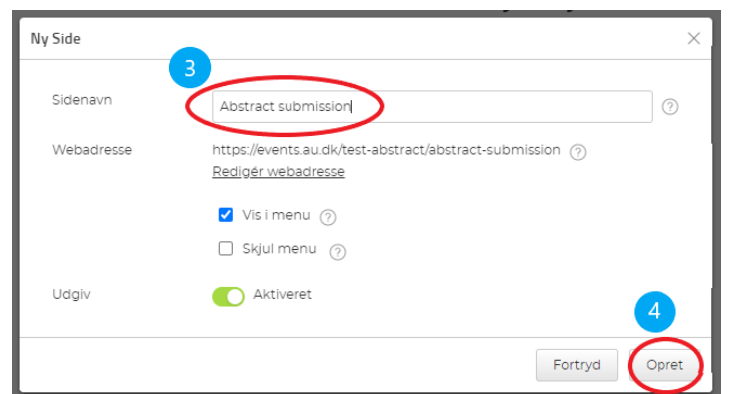 Ny Side
3
Sidenavn
Abstract submission
?
Webadresse
https://events.au.dk/test-abstract/abstract-submission ?
Redigér webadresse
Vis i menu ?
Skjul menu ?
Udgiv
Aktiveret
4
Fortryd
Opret